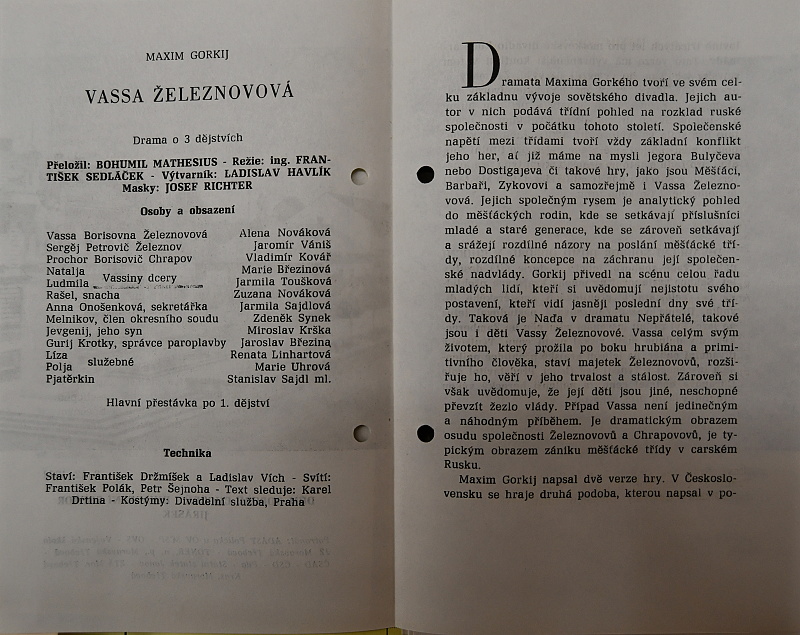 MAXIM GORKIJ
VASSA ŽELEZNOVOVÁ
Drama o 3 dějstvích
Přeložil: BOHUMIL MATHESIUS - Režie: ing. FRAN-
TIŠEK SEDLÁČEK - Výtvarník: LADISLAV HAVLÍK
Masky: JOSEF RICHTER
Osoby a obsazení
Vassa Borisovna Železnovová Alena Nováková
Sergěj Petrovič Železnov Jaromír Vániš
Prochor Borisovič Chrapov Vladimír Kovář
Natalja Marie Březinová
Vassiny dcery
Ludmila Jarmila Toušková
Rašel, snacha Zuzana Nováková
Anna Onošenková, sekretářka Jarmila Sajdlová
Melnikov, člen okresního soudu Zdeněk Synek
Jevgenij, jeho syn Miroslav Krška
Gurij Krotky, správce paroplavby Jaroslav Březina
Líza Renata Linhartová
služebné
Polja Marie Uhrová
Pjatěrkin Stanislav Sajdl ml.
Hlavní přestávka po 1. dějství
Technika
Staví: František Držmíšek a Ladislav Vích - Svítí:
František Polák, Petr Šejnoha - Text sleduje: Karel
Drtina - Kostýmy: Divadelní služba, Praha
Dramata Maxima Gorkého tvoří ve svém cel-
ku základnu vývoje sovětského divadla. Jejich au-
tor v nich podává třídní pohled na rozklad ruské
společnosti v počátku tohoto století. Společenské
napětí mezi třídami tvoří vždy základní konflikt
jeho her, ať již máme na mysli Jegora Bulyčeva
nebo Dostigajeva či takové hry, jako jsou Měšťáci,
Barbaři, Zykovovi a samozřejmě i Vassa Železno-
vová. Jejich společným rysem je analytický pohled
do měšťáckých rodin, kde se setkávají příslušníci
mladé a staré generace, kde se zároveň setkávají
a srážejí rozdílné názory na poslání měšťácké tří-
dy, rozdílné koncepce na záchranu její společen-
ské nadvlády. Gorkij přivedl na scénu celou řadu
mladých lidí, kteří si uvědomují nejistotu svého
postavení, kteří vidí jasněji poslední dny své tří-
dy. Taková je Naďa v dramatu Nepřátelé, takové
jsou i děti Vassy Železnovové. Vassa celým svým
životem, který prožila po boku hrubiána a primi-
tivního člověka, staví majetek Železnovovů, rozši-
řuje ho, věří v jeho trvalost a stálost. Zároveň si
však uvědomuje, že její děti jsou jiné, neschopné
převzít žezlo vlády. Případ Vassa není jedinečným
a náhodným příběhem. Je dramatickým obrazem
osudu společnosti Železnovovů a Chrapovovů, je ty-
pickým obrazem zániku měšťácké třídy v carském
Rusku.
Maxim Gorkij napsal dvě verze hry. V Českoslo-
vensku se hraje druhá podoba, kterou napsal v po-